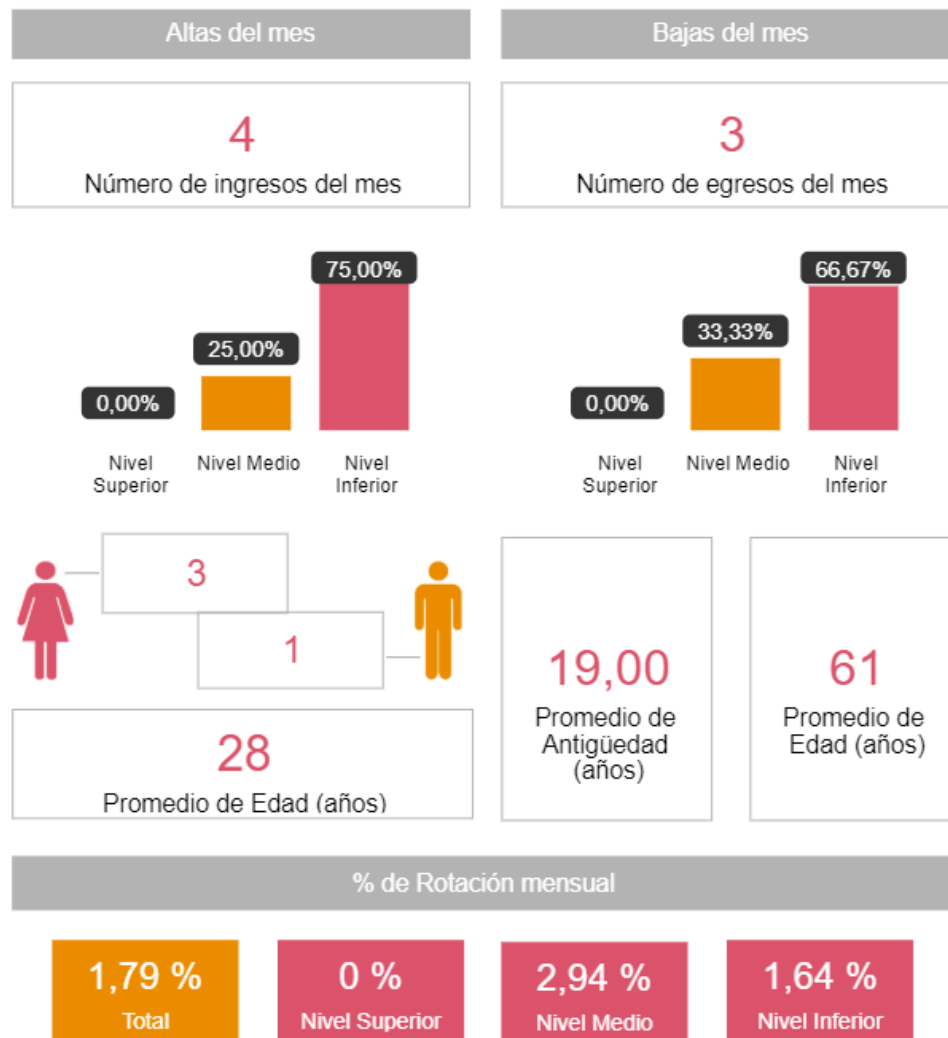 Altas del mes
4
Número de ingresos del mes
0,00%
25,00%
75,00%
Nivel
Superior
Nivel Medio
Nivel
Inferior
3
1
28
Promedio de Edad (años)
Bajas del mes
3
Número de egresos del mes
0,00%
33,33%
66,67%
Nivel
Superior
Nivel Medio
Nivel
Inferior
19,00
Promedio de
Antigüedad
(años)
61
Promedio de
Edad (años)
% de Rotación mensual
1,79 %
Total
0 %
Nivel Superior
2,94 %
Nivel Medio
1,64 %
Nivel Inferior